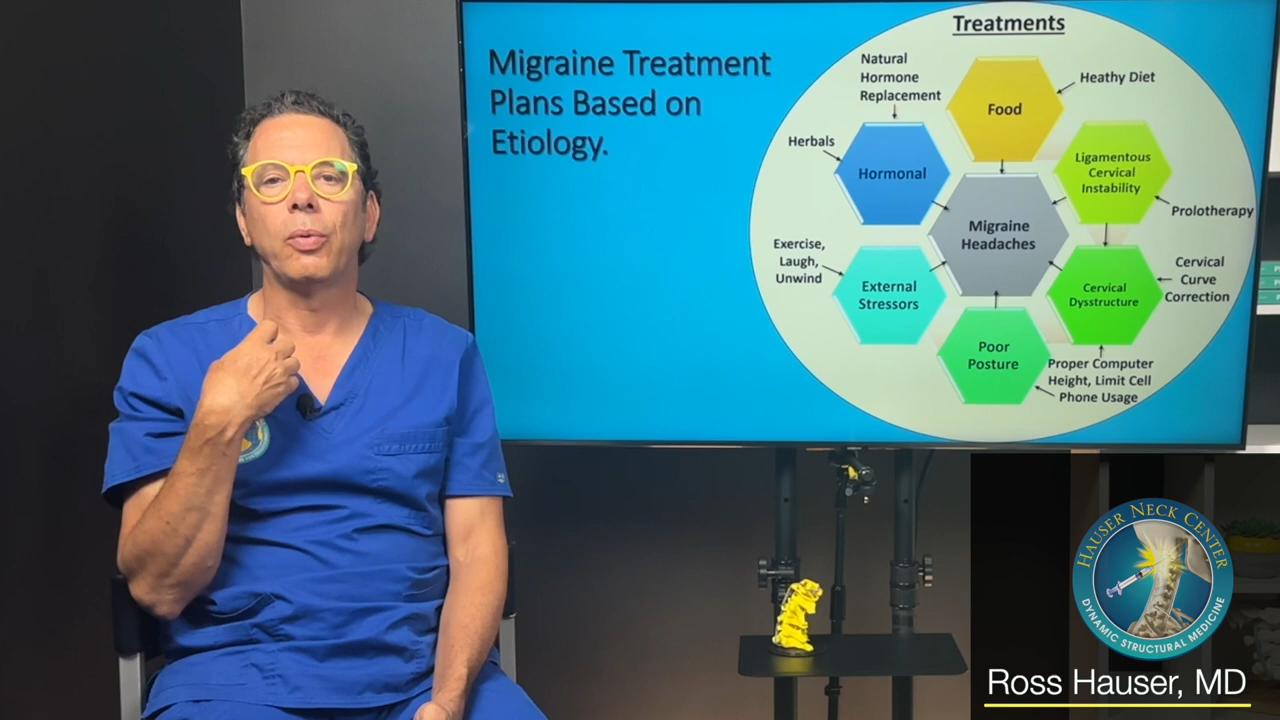 Migraine Treatment
Plans Based on
Etiology.
Treatments
Natural
Hormone
Replacement
Food
Heathy Diet
Herbals
Hormonal
Ligamentous
Cervical
Instability
Prolotherapy
Migraine
Headaches
Exercise,
Laugh,
Unwind
External
Stressors
Cervical
Dysstructure
Cervical
Curve
Correction
Poor
Posture
Proper Computer
Height, Limit Cell
Phone Usage
HAUSER NECK CENTER
DYNAMIC STRUCTURAL MEDICINE
Ross Hauser, MD